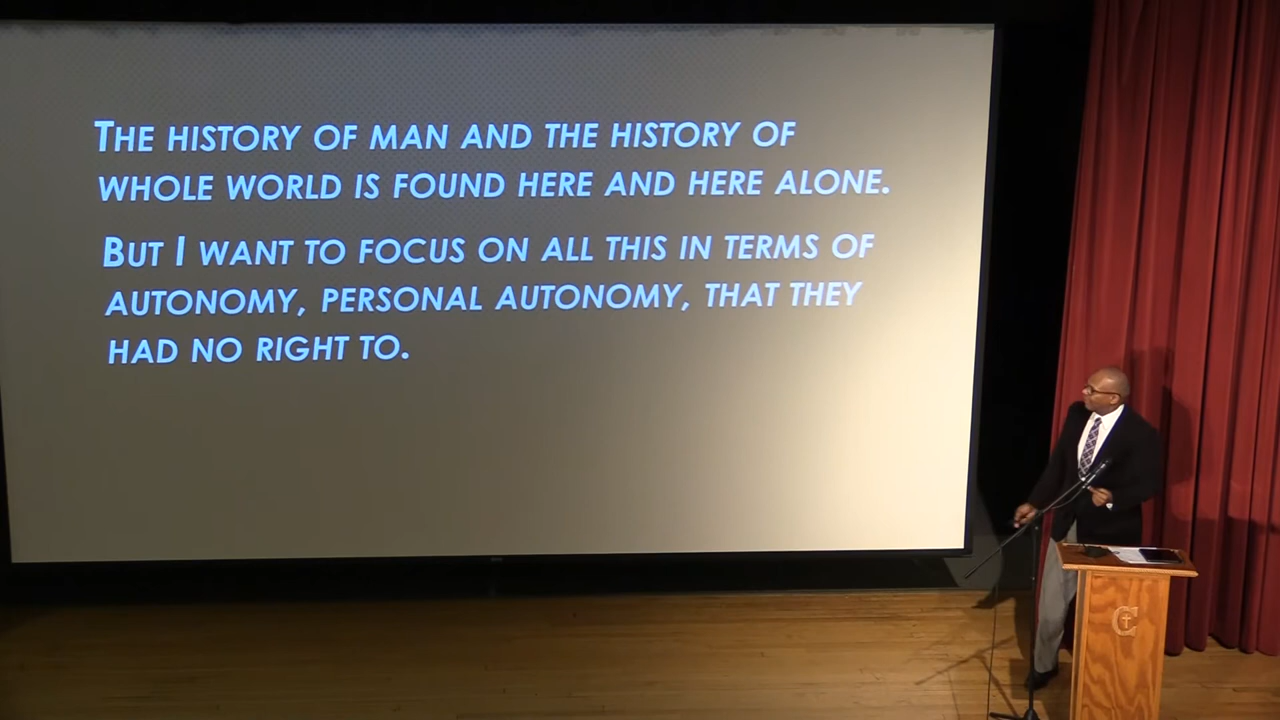 THE HISTORY OF MAN AND THE HISTORY OF
WHOLE WORLD IS FOUND HERE AND HERE ALONE.
BUT I WANT TO FOCUS ON ALL THIS IN TERMS OF
AUTONOMY, PERSONAL AUTONOMY, THAT THEY
HAD NO RIGHT TO.
C